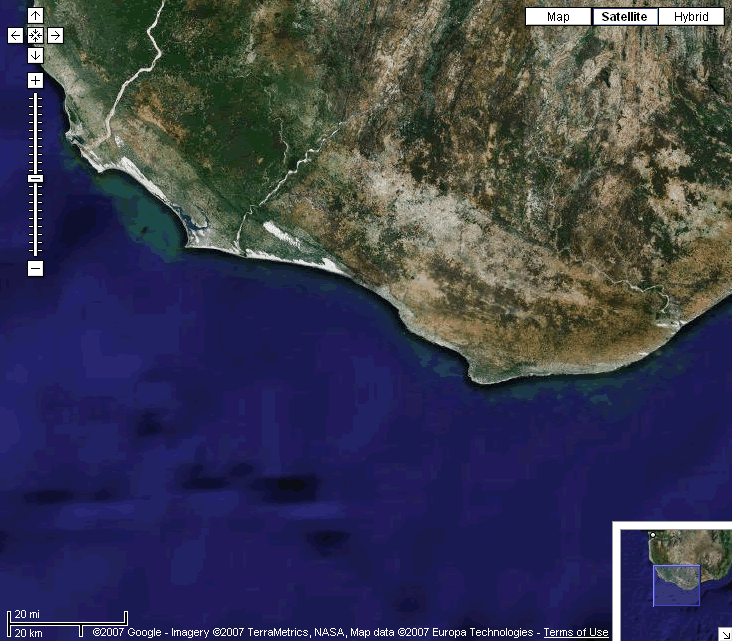 Map Satellite Hybrid
20 mi
20 km
©2007 Google - Imagery ©2007 TerraMetrics, NASA, Map data ©2007 Europa Technologies - Terms of Use